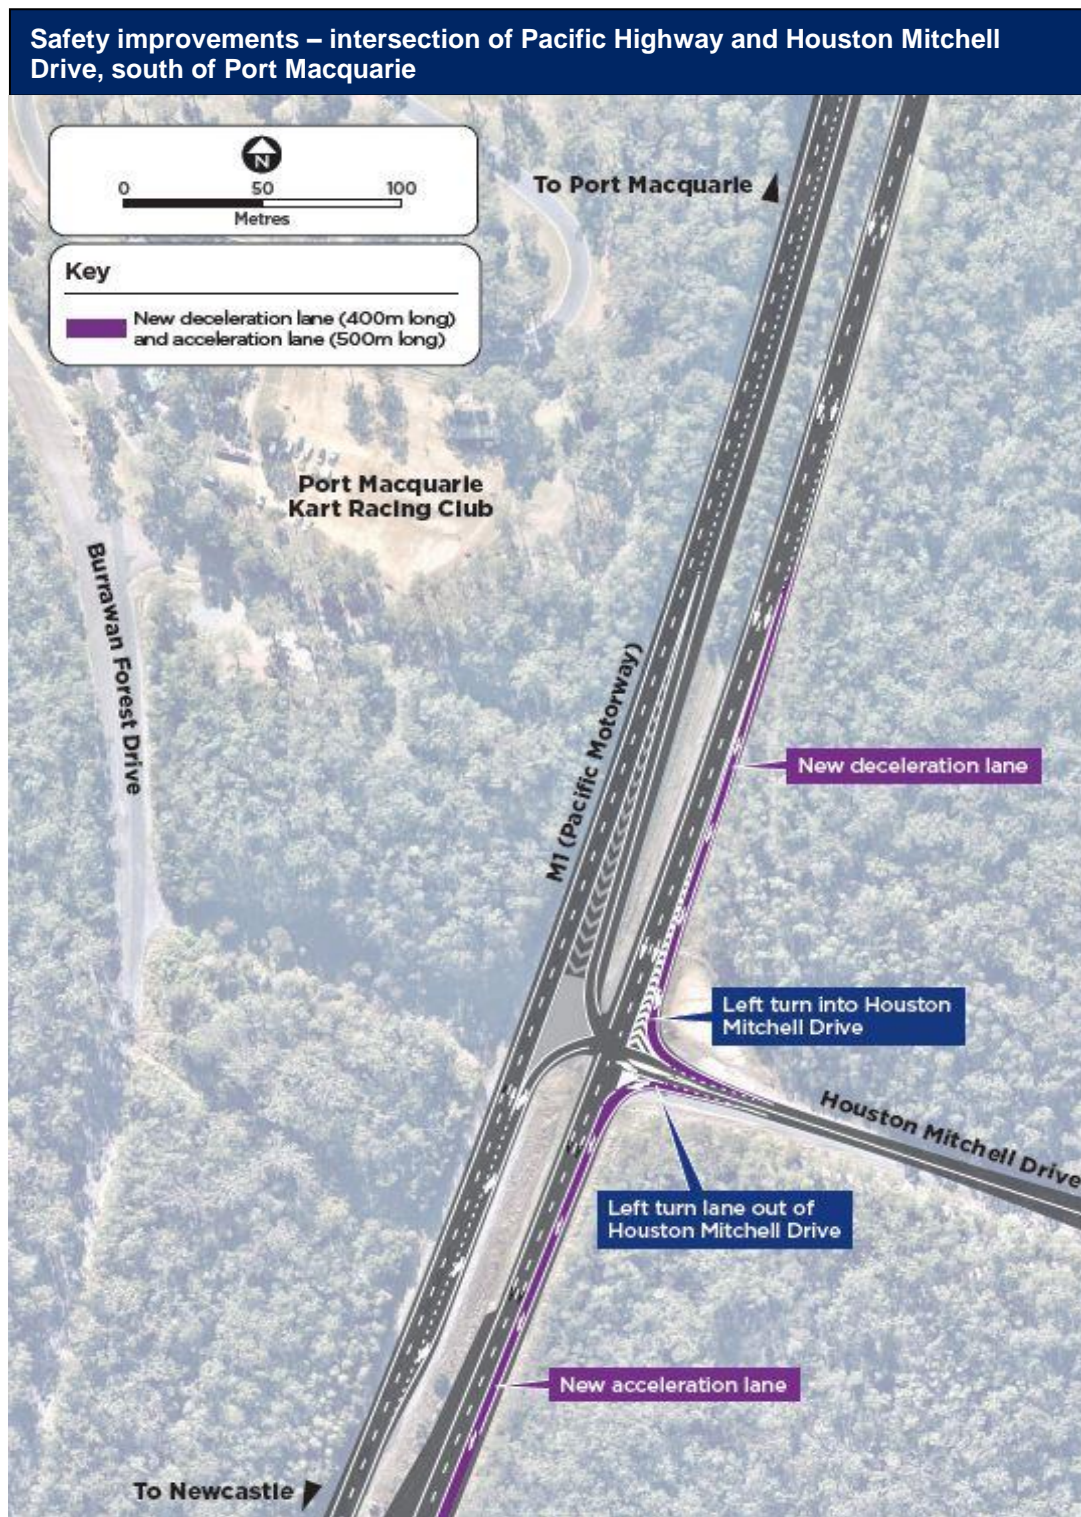 Safety improvements – intersection of Pacific Highway and Houston Mitchell
Drive, south of Port Macquarie
N
0 50 100
Metres
To Port Macquarie
Key
New deceleration lane (400m long)
and acceleration lane (500m long)
Port Macquarie
Kart Racing Club
Burrawan Forest Drive
M1 (Pacific Motorway)
New deceleration lane
Left turn into Houston
Mitchell Drive
Houston Mitchell Drive
Left turn lane out of
Houston Mitchell Drive
New acceleration lane
To Newcastle